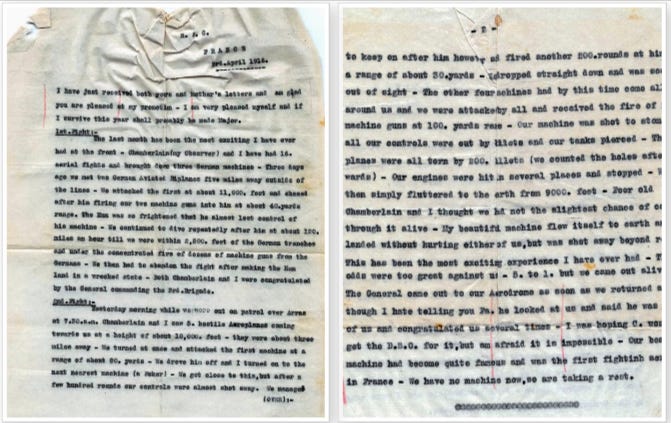 R. F. C.
FRANCE
3rd.April 1916.
I have just received both yors and Mother's letters and am glad
you are pleased at my promotion - I am very pleased myself and if
I survive this year shall probably be made Major.
1st.Fight:-
The last month has been the most exciting I have ever
had at the front - Chamberlain(my Observer) and I have had 16.
aerial fights and brought down three German machines - Three days
ago we met two German Aviatei Biplanes five miles away outside of
the lines - We attacked the first at about 11,000. feet and chased
after his firing our two machine guns into him at about 40.yards
range. The Hun was so frightened that he almost lost control of
his machine - We continued to dive repeatedly after him at about 120.
miles an hour till we were within 2,500. feet of the German trenches
and under the concentrated fire of dozens of machine guns from the
Germans - We then had to abandon the fight after making the Hun
land in a wrecked state - Both Chamberlain and I were congratulated
by the General commanding the 3rd.Brigade.
2nd.Fight:-
Yesterday morning while we were out on patrol over Arras
at 7.30.a.m. Chamberlain and I saw 5. hostile Aeroplanes coming
towards us at a height of about 10,000. feet - they were about three
miles away - We turned at once and attacked the first machine at a
range of about 50. yards - We drove him off and I turned on to the
next nearest machine (a Fokker) - We got close to this,but after a
few hundred rounds our controls were almost shot away. We managed
(OVER):-
- 2 -
to keep on after him howev and fired another 200.rounds at him
a range of about 30.yards - dropped straight down and was soon
out of sight - The other four machines had by this time come all
around us and we were attacke by all and received the fire of
machine guns at 100. yards ra - Our machine was shot to atoms
all our controls were out by llets and our tanks pierced -
planes were all torn by 200. llets (we counted the holes after
wards) - Our engines were hit in several places and stopped - W
then simply fluttered to the arth from 9000. feet - Poor old
Chamberlain and I thought we had not the slightest chance of co
through it alive - My beautiful machine flew itself to earth a
landed without hurting either of us,but was shot away beyond r
This has been the most exciting experience I have ever had - T
odds were too great against us - 5. to 1. but we came out aliv
The General came out to our Aerodrome as soon as we returned a
though I hate telling you Pa. he looked at us and said he was
of us and congratulated us several times - I was hoping C. wou
get the D.S.O. for it,but am afraid it is impossible - Our bea
machine had become quite famous and was the first fighting ac
in France - We have no machine now,so are taking a rest.